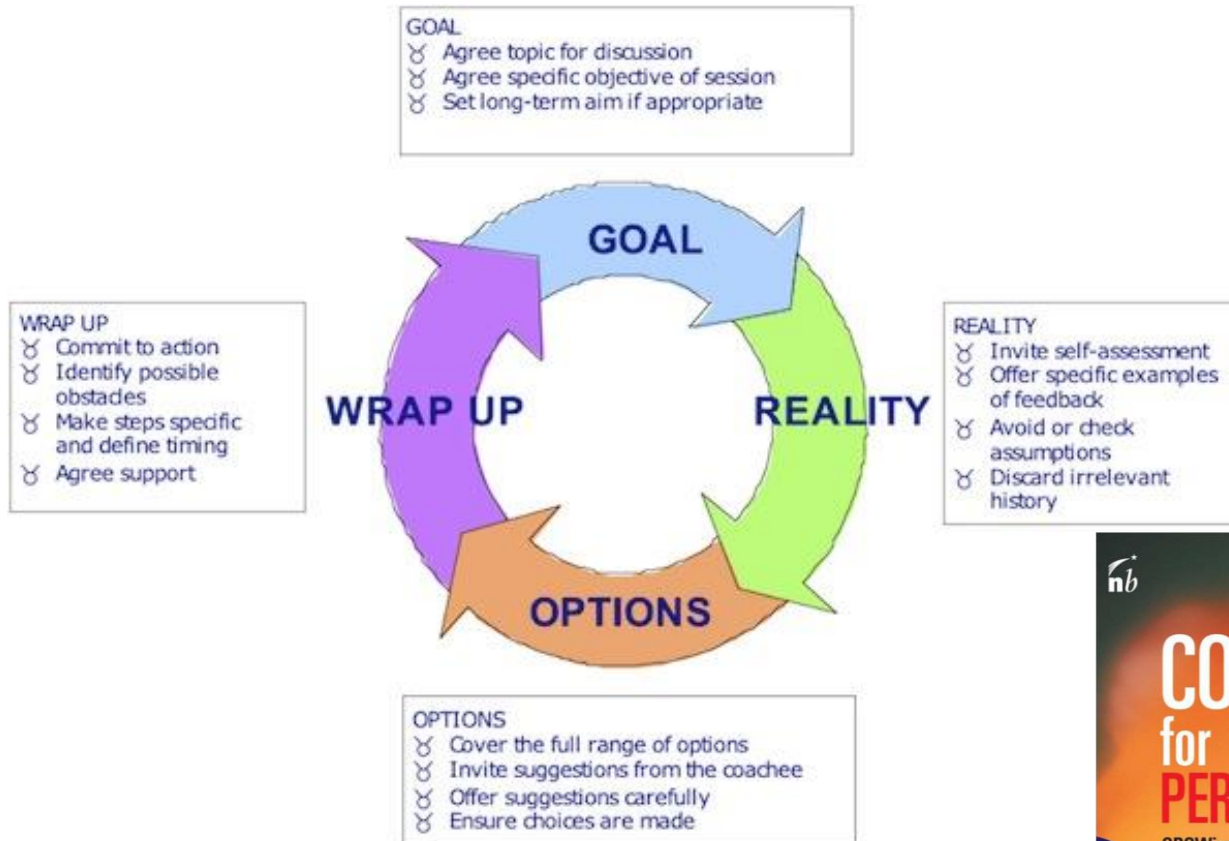 GOAL
Agree topic for discussion
Agree specific objective of session
Set long-term aim if appropriate
GOAL
WRAP UP
Commit to action
Identify possible
obstacles
Make steps specific
and define timing
Agree support
WRAP UP
REALITY
REALITY
Invite self-assessment
Offer specific examples
of feedback
Avoid or check
assumptions
Discard irrelevant
history
OPTIONS
OPTIONS
Cover the full range of options
Invite suggestions from the coachee
Offer suggestions carefully
Ensure choices are made
nb
CO
for
PER